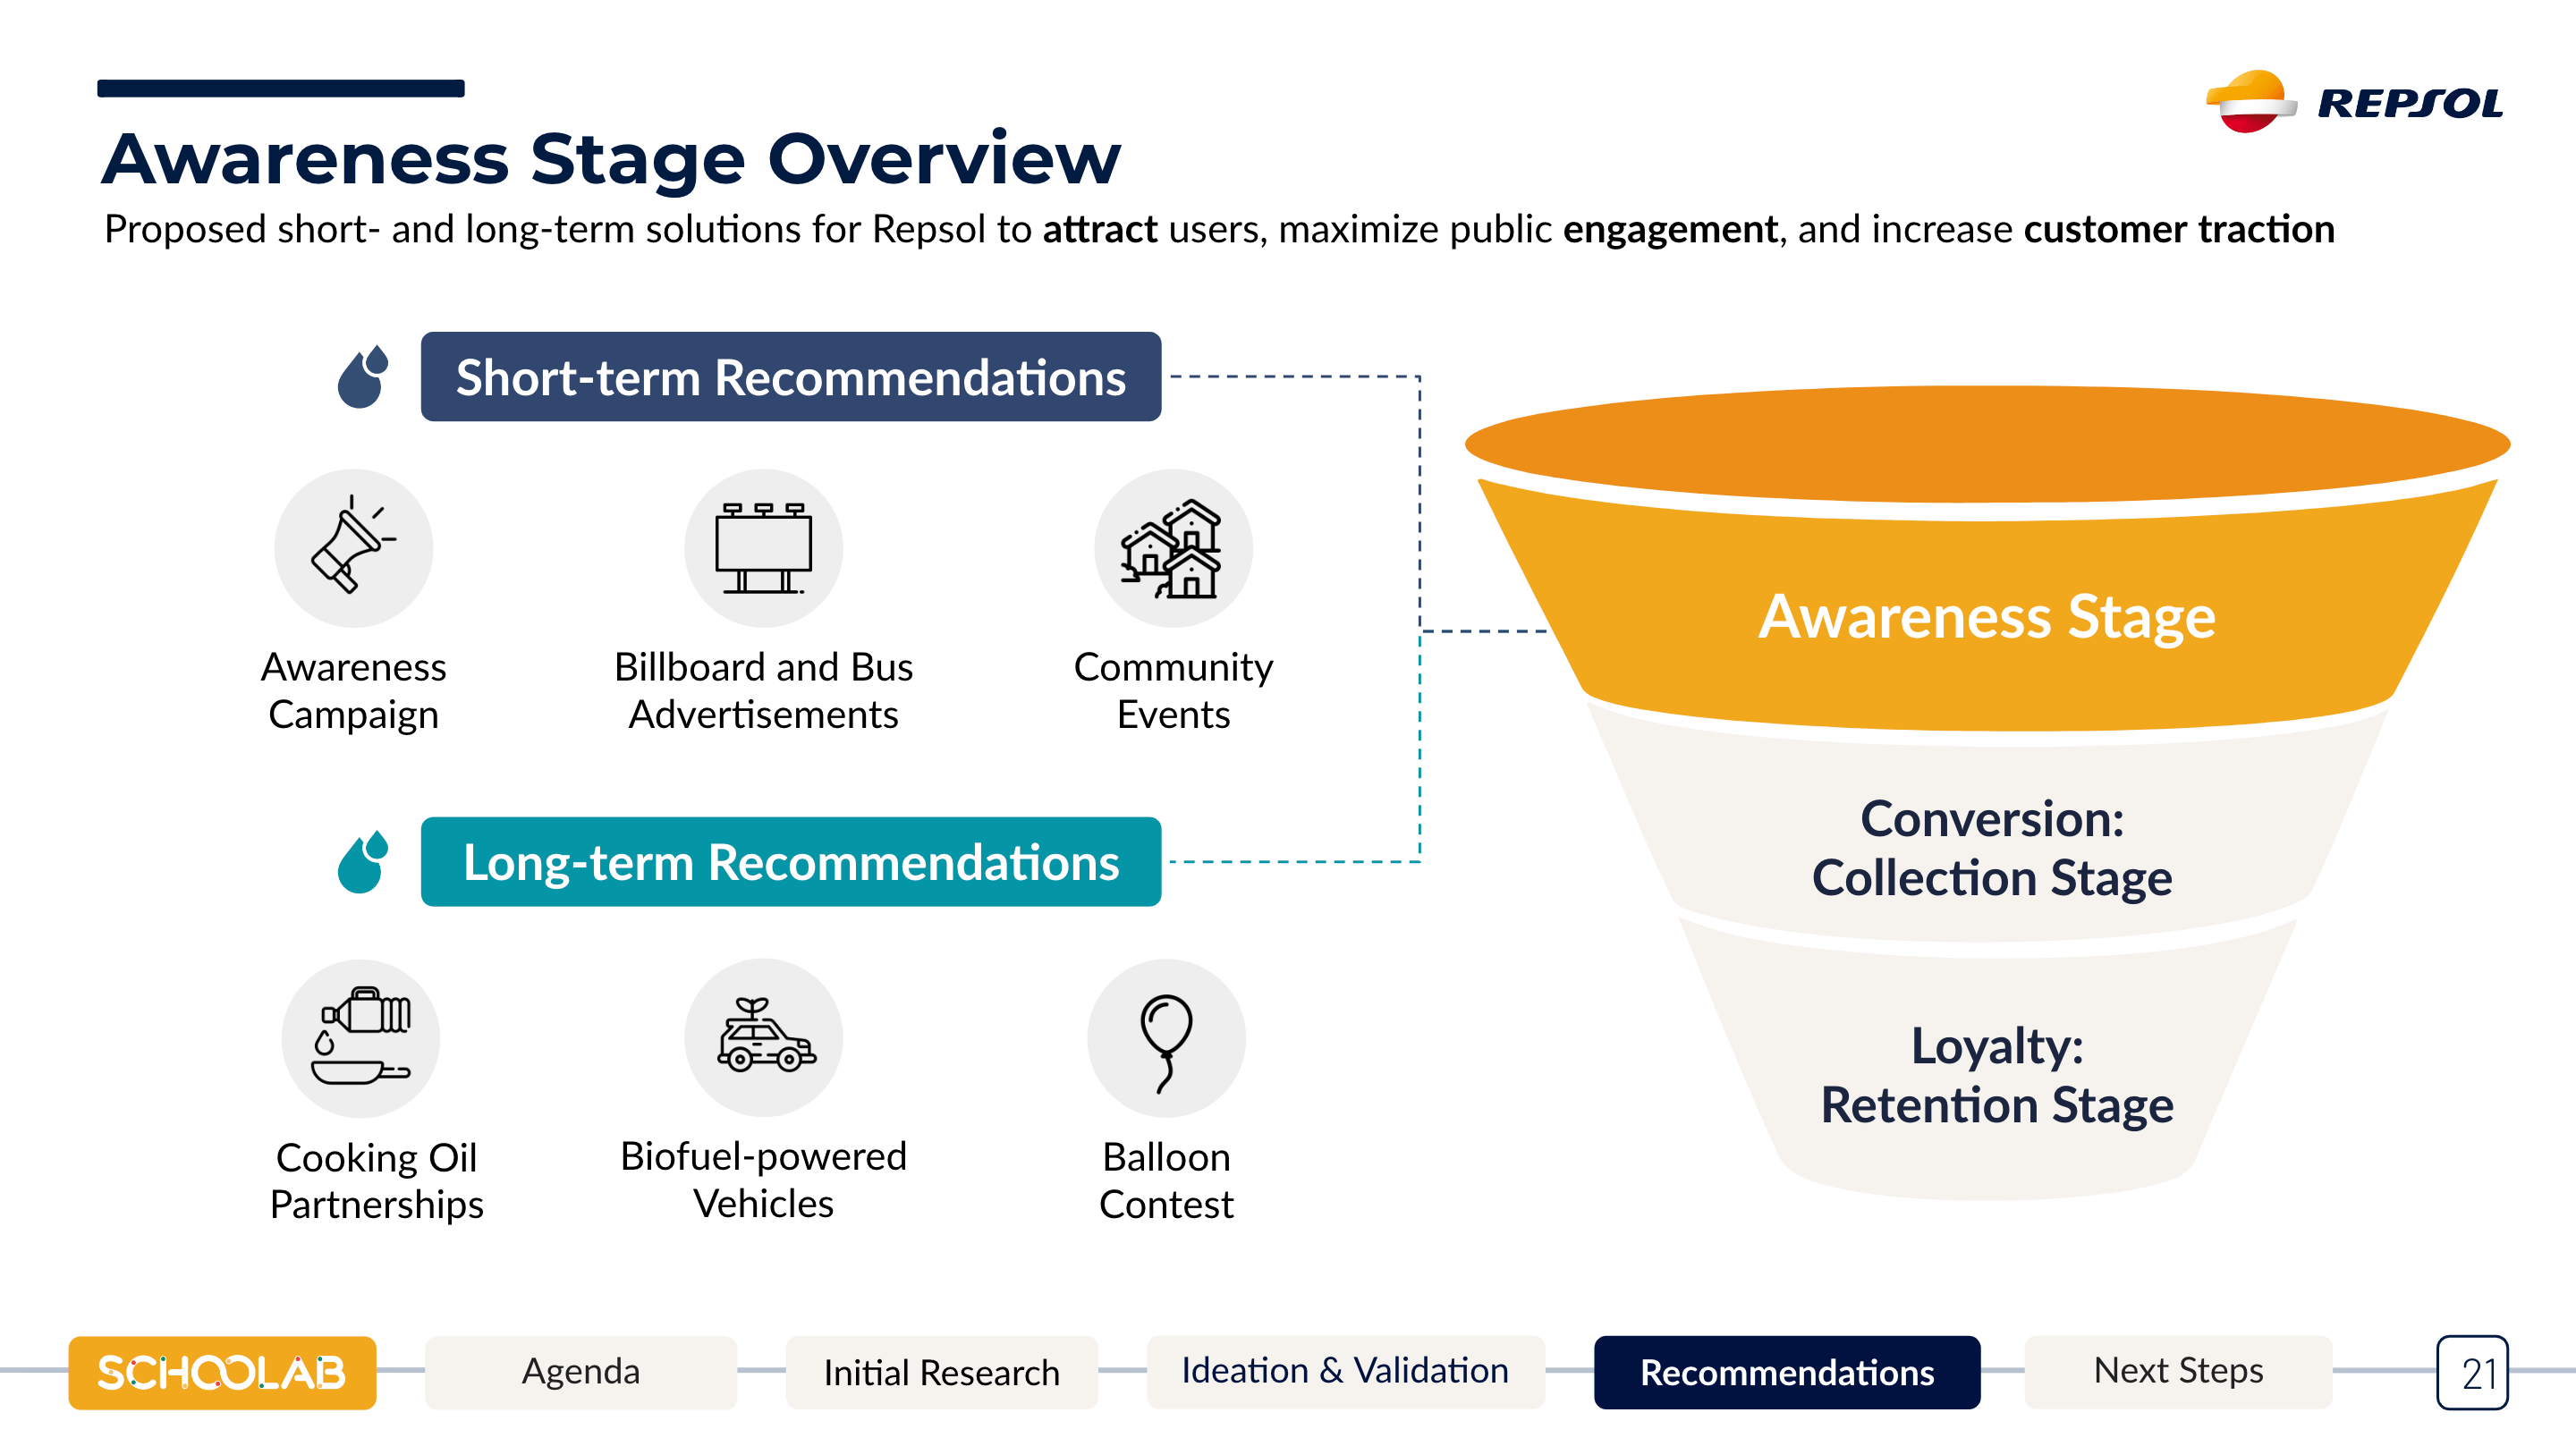 REPSOL
Awareness Stage Overview
Proposed short- and long-term solutions for Repsol to attract users, maximize public engagement, and increase customer traction
Short-term Recommendations
Awareness
Campaign
Billboard and Bus
Advertisements
Community
Events
Long-term Recommendations
Cooking Oil
Partnerships
Biofuel-powered
Vehicles
Balloon
Contest
Awareness Stage
Conversion:
Collection Stage
Loyalty:
Retention Stage
SCHOOLAB
Agenda
Initial Research
Ideation & Validation
Recommendations
Next Steps
21